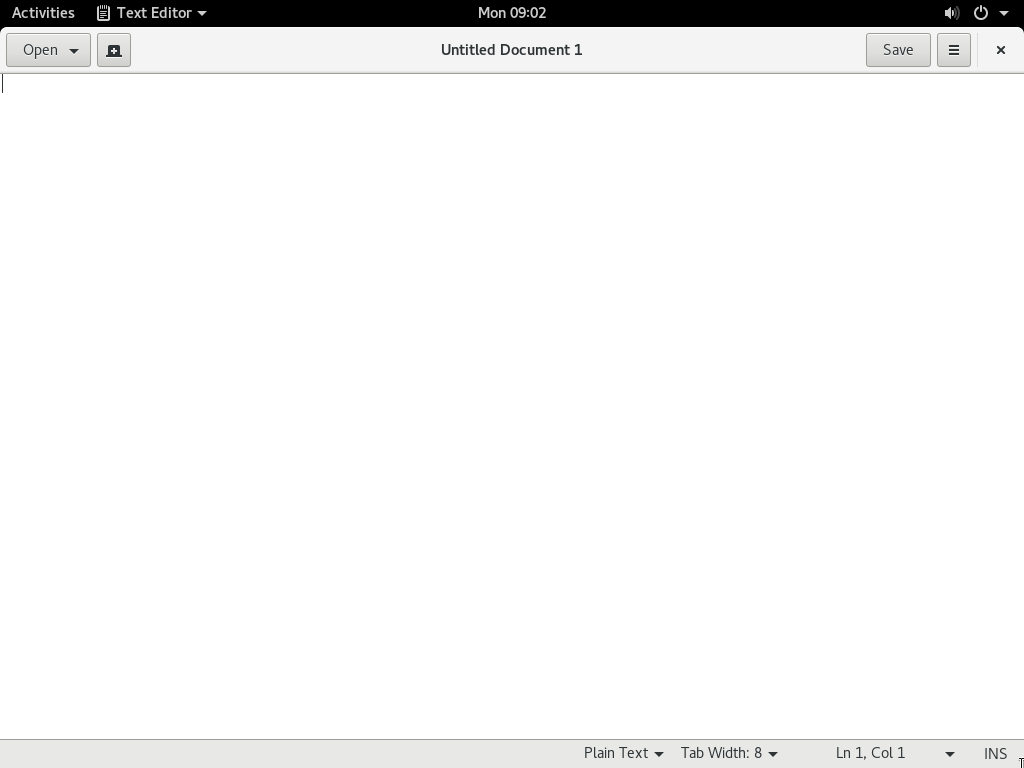 Activities Text Editor Mon 09:02
Open Untitled Document 1 Save
Plain Text Tab Width: 8 Ln 1, Col 1 INS